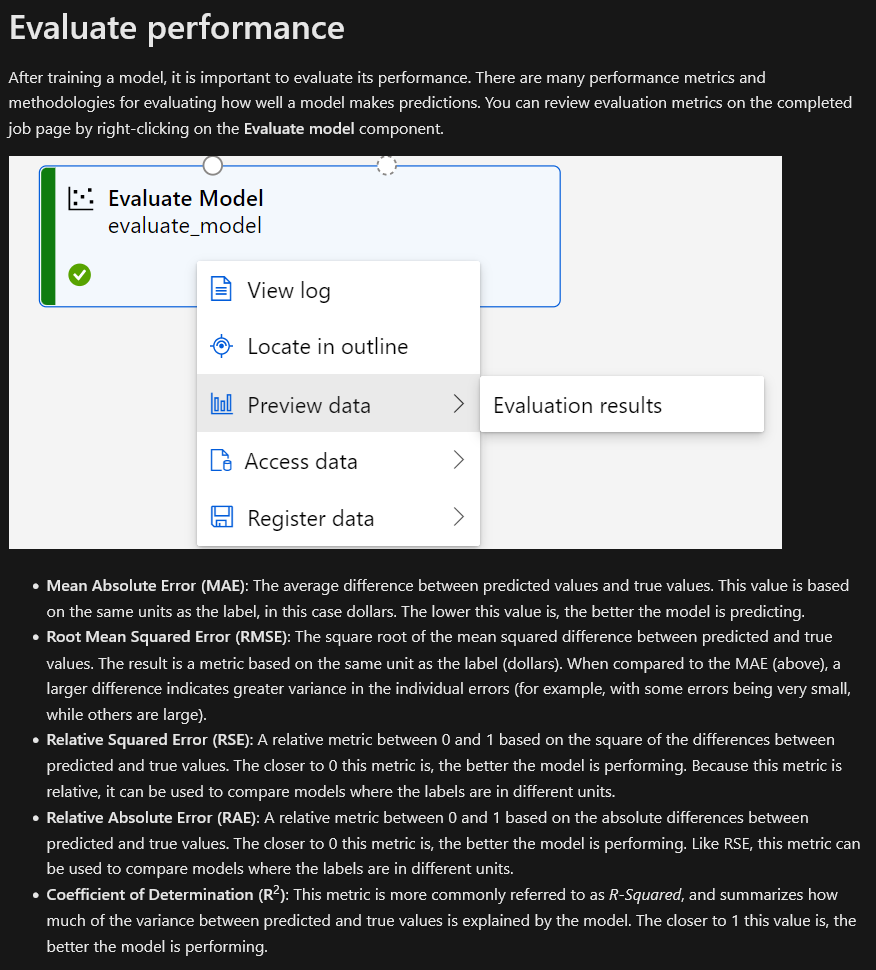 Evaluate performance
After training a model, it is important to evaluate its performance. There are many performance metrics and
methodologies for evaluating how well a model makes predictions. You can review evaluation metrics on the completed
job page by right-clicking on the Evaluate model component.
Evaluate Model
evaluate_model
View log
Locate in outline
Preview data
Evaluation results
Access data
Register data
• Mean Absolute Error (MAE): The average difference between predicted values and true values. This value is based
on the same units as the label, in this case dollars. The lower this value is, the better the model is predicting.
• Root Mean Squared Error (RMSE): The square root of the mean squared difference between predicted and true
values. The result is a metric based on the same unit as the label (dollars). When compared to the MAE (above), a
larger difference indicates greater variance in the individual errors (for example, with some errors being very small,
while others are large).
• Relative Squared Error (RSE): A relative metric between 0 and 1 based on the square of the differences between
predicted and true values. The closer to 0 this metric is, the better the model is performing. Because this metric is
relative, it can be used to compare models where the labels are in different units.
• Relative Absolute Error (RAE): A relative metric between 0 and 1 based on the absolute differences between
predicted and true values. The closer to 0 this metric is, the better the model is performing. Like RSE, this metric can
be used to compare models where the labels are in different units.
• Coefficient of Determination (R²): This metric is more commonly referred to as R-Squared, and summarizes how
much of the variance between predicted and true values is explained by the model. The closer to 1 this value is, the
better the model is performing.